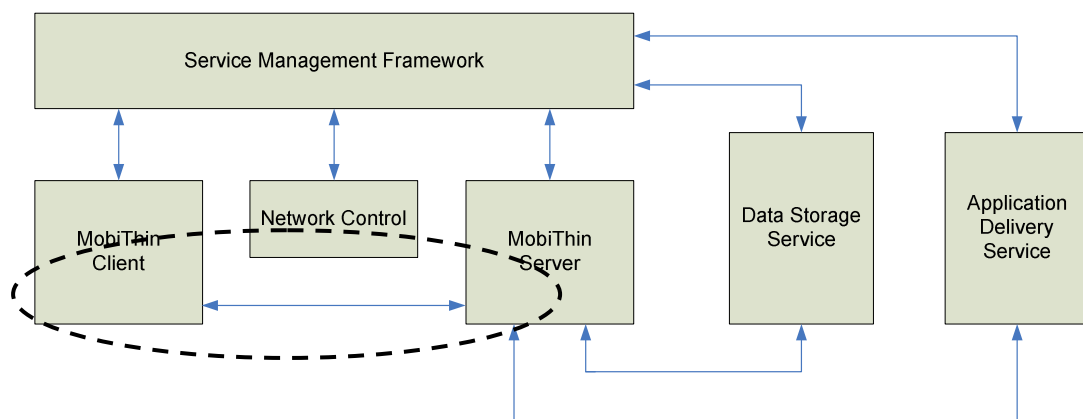 Service Management Framework
MobiThin
Client
Network Control
MobiThin
Server
Data Storage
Service
Application
Delivery
Service